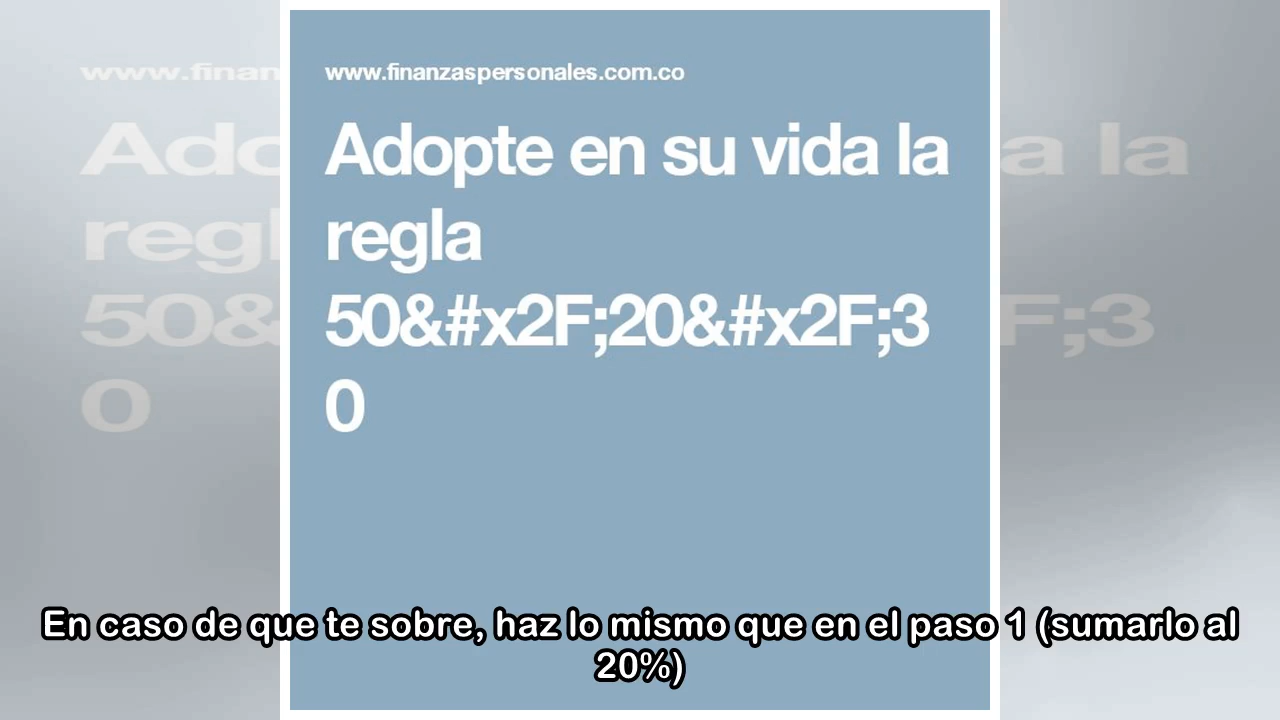 www.finanzaspersonales.com.co
Adopte en su vida la
regla
50&#x2F;20&#x2F;3
0
En caso de que te sobre, haz lo mismo que en el paso 1 (sumarlo al
20%)